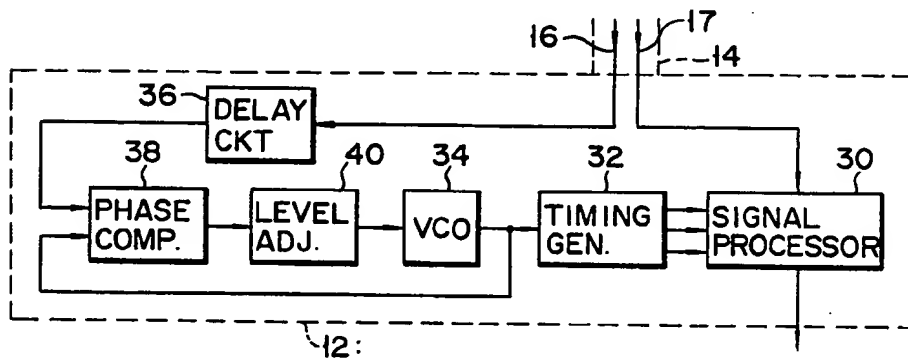 16
17
14
36
DELAY
CKT
38
40
34
32
30
PHASE
COMP.
LEVEL
ADJ.
VCO
TIMING
GEN.
SIGNAL
PROCESSOR
12: